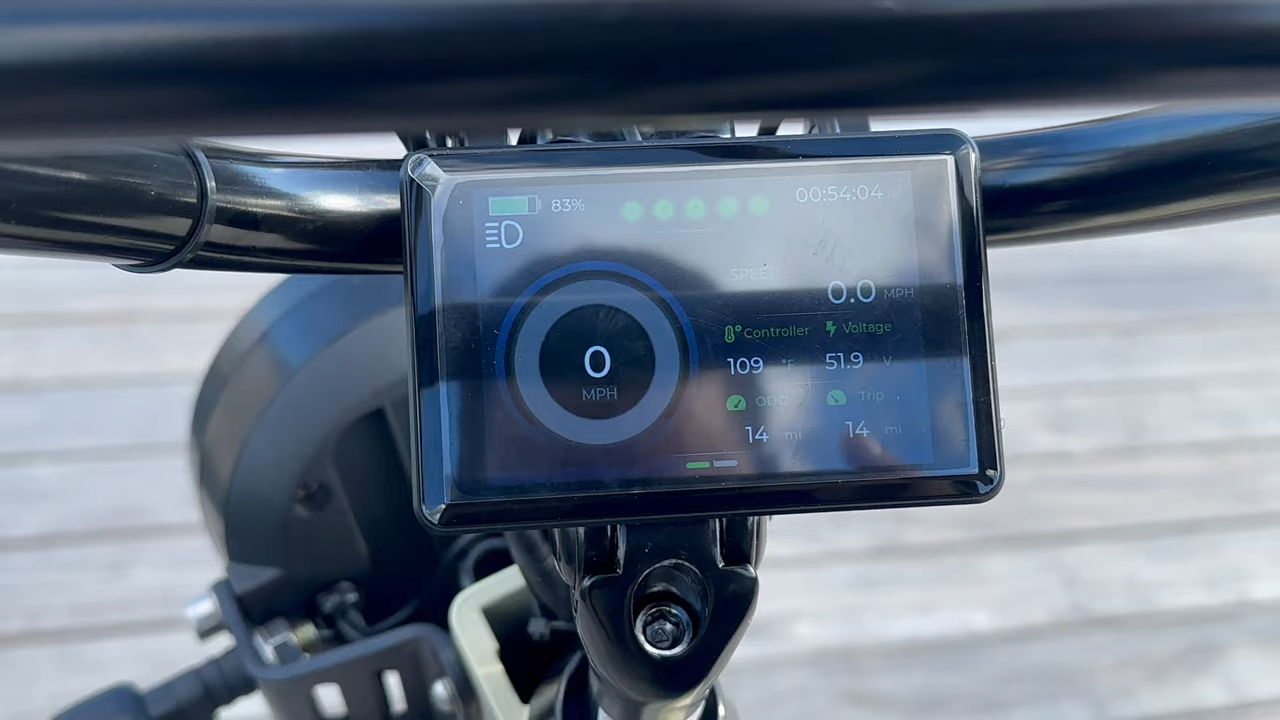 83% 00:54:04
SPEED
0.0 MPH
Controller Voltage
0
MPH
109 °F 51.9 V
ODO Trip
14 mi 14 mi